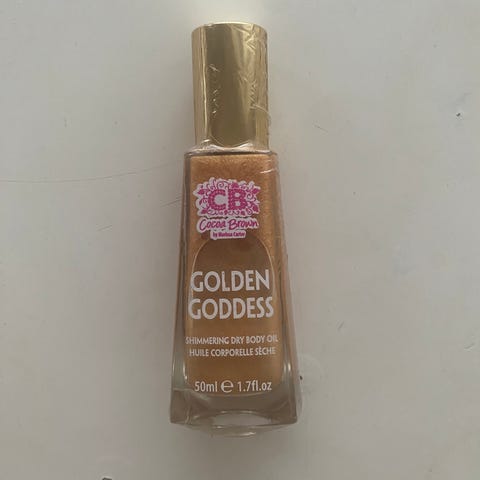 CB
Cocoa Brown
by Marissa Carter
GOLDEN
GODDESS
SHIMMERING DRY BODY OIL
HUILE CORPORELLE SÈCHE
50ml e 1.7fl.oz